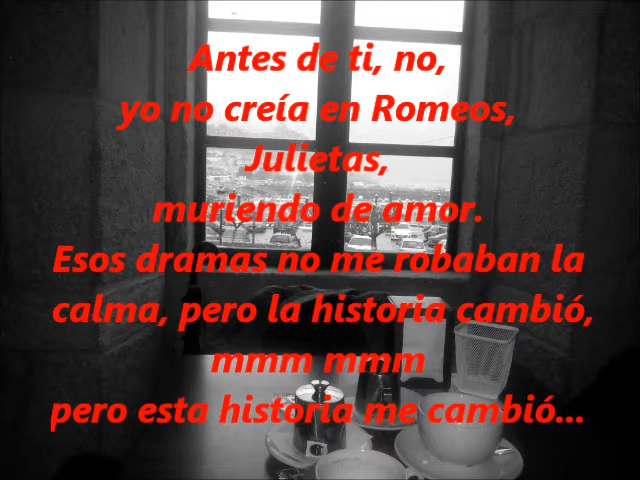 Antes de ti, no,
yo no creía en Romeos,
Julietas,
muriendo de amor.
Esos dramas no me robaban la
calma, pero la historia cambió,
mmm mmm
pero esta historia me cambió...